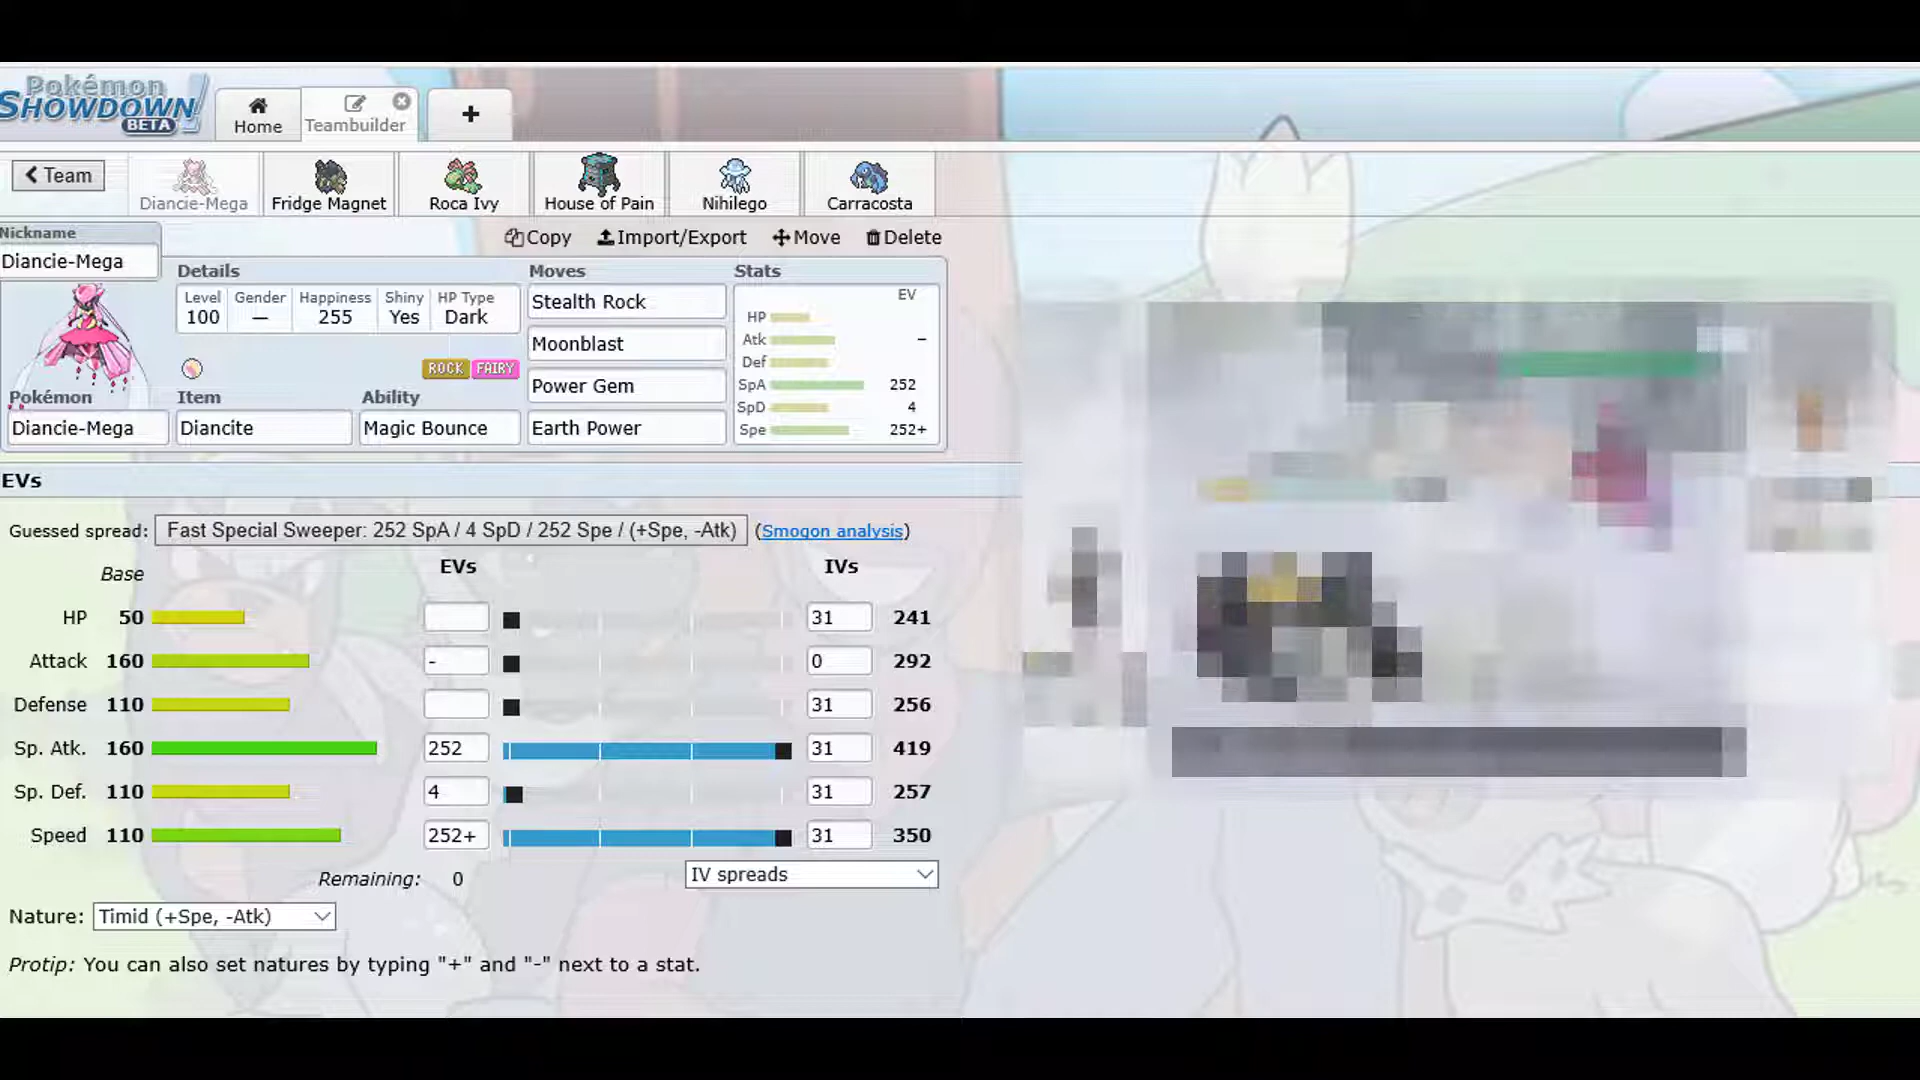 Pokémon
SHOWDOWN
BETA
Home
Teambuilder
+
Team
Diancie-Mega
Fridge Magnet
Roca Ivy
House of Pain
Nihilego
Carracosta
Copy
Import/Export
Move
Delete
Nickname
Diancie-Mega
Details
Level
100
Gender
—
Happiness
255
Shiny
Yes
HP Type
Dark
ROCK
FAIRY
Pokémon
Diancie-Mega
Item
Diancite
Ability
Magic Bounce
Moves
Stealth Rock
Moonblast
Power Gem
Earth Power
Stats
EV
HP
Atk –
Def
SpA 252
SpD 4
Spe 252+
EVs
Guessed spread: Fast Special Sweeper: 252 SpA / 4 SpD / 252 Spe / (+Spe, -Atk) (Smogon analysis)
Base EVs IVs
HP 50 31 241
Attack 160 - 0 292
Defense 110 31 256
Sp. Atk. 160 252 31 419
Sp. Def. 110 4 31 257
Speed 110 252+ 31 350
Remaining: 0
IV spreads
Nature: Timid (+Spe, -Atk)
Protip: You can also set natures by typing "+" and "-" next to a stat.